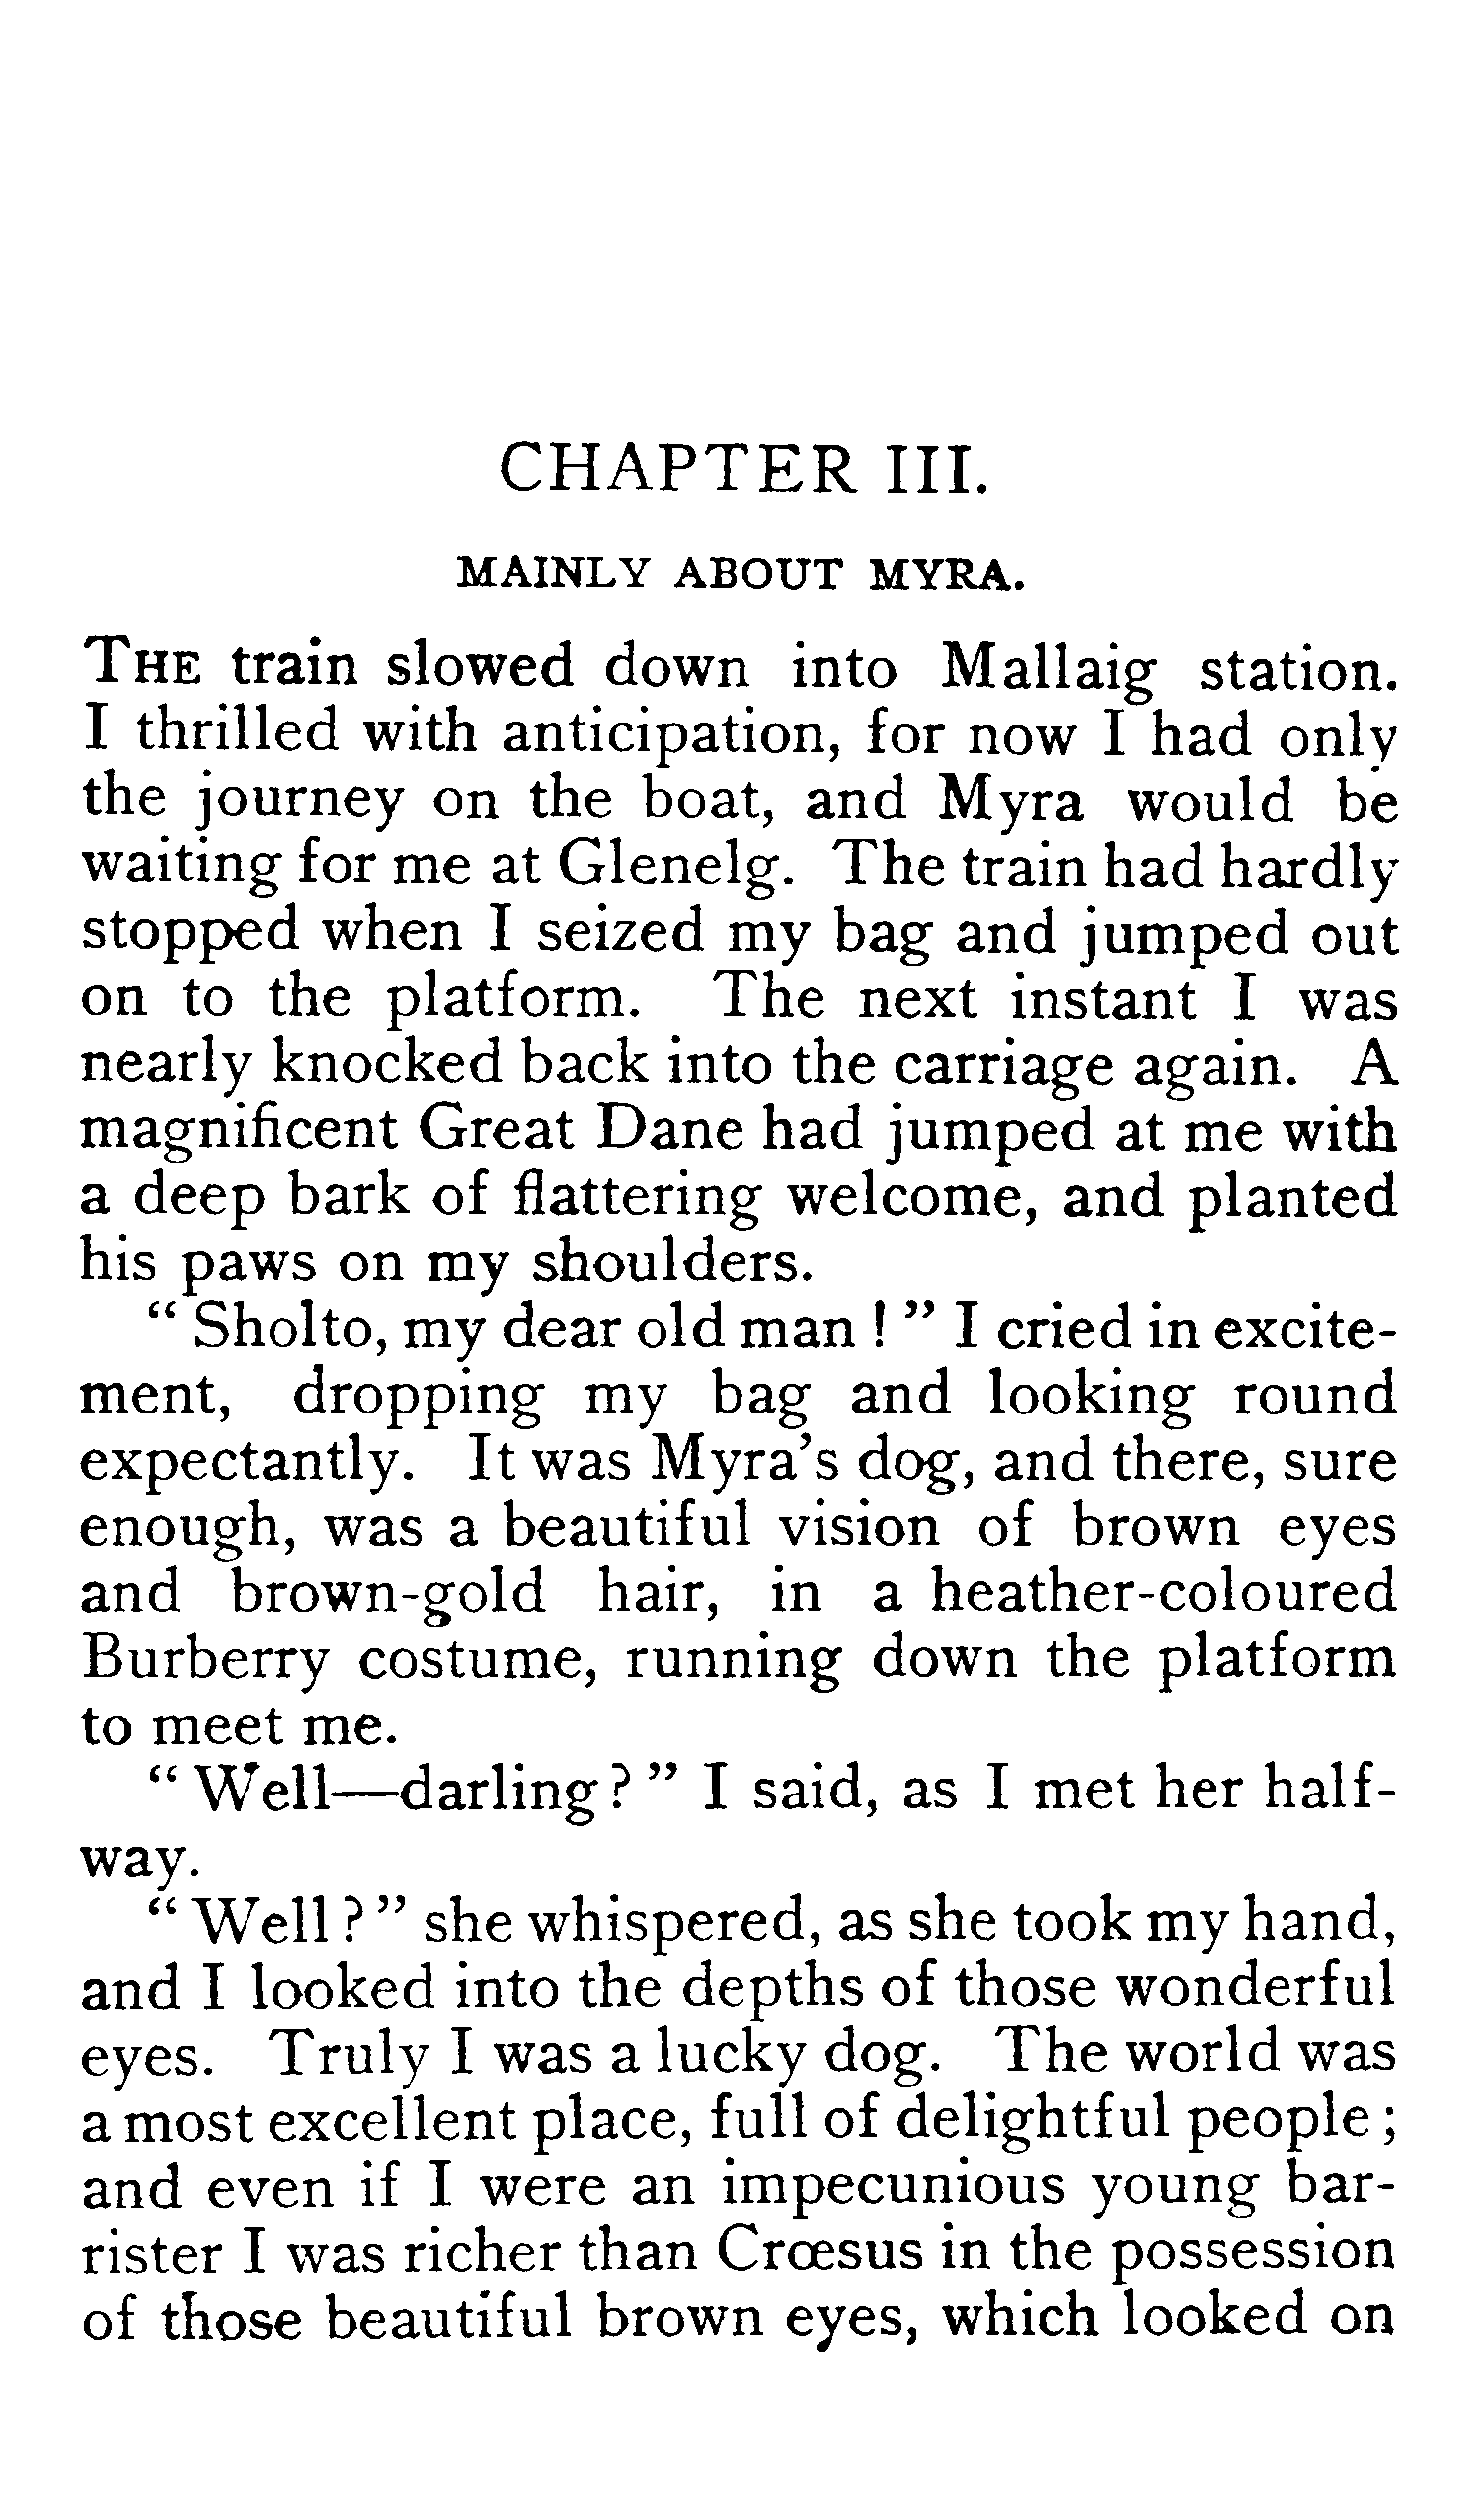 CHAPTER III.
MAINLY ABOUT MYRA.
THE train slowed down into Mallaig station.
I thrilled with anticipation, for now I had only
the journey on the boat, and Myra would be
waiting for me at Glenelg. The train had hardly
stopped when I seized my bag and jumped out
on to the platform. The next instant I was
nearly knocked back into the carriage again. A
magnificent Great Dane had jumped at me with
a deep bark of flattering welcome, and planted
his paws on my shoulders.
“ Sholto, my dear old man ! ” I cried in excite-
ment, dropping my bag and looking round
expectantly. It was Myra’s dog, and there, sure
enough, was a beautiful vision of brown eyes
and brown-gold hair, in a heather-coloured
Burberry costume, running down the platform
to meet me.
“ Well—darling ? ” I said, as I met her half-
way.
“ Well ? ” she whispered, as she took my hand,
and I looked into the depths of those wonderful
eyes. Truly I was a lucky dog. The world was
a most excellent place, full of delightful people ;
and even if I were an impecunious young bar-
rister I was richer than Crœsus in the possession
of those beautiful brown eyes, which looked on